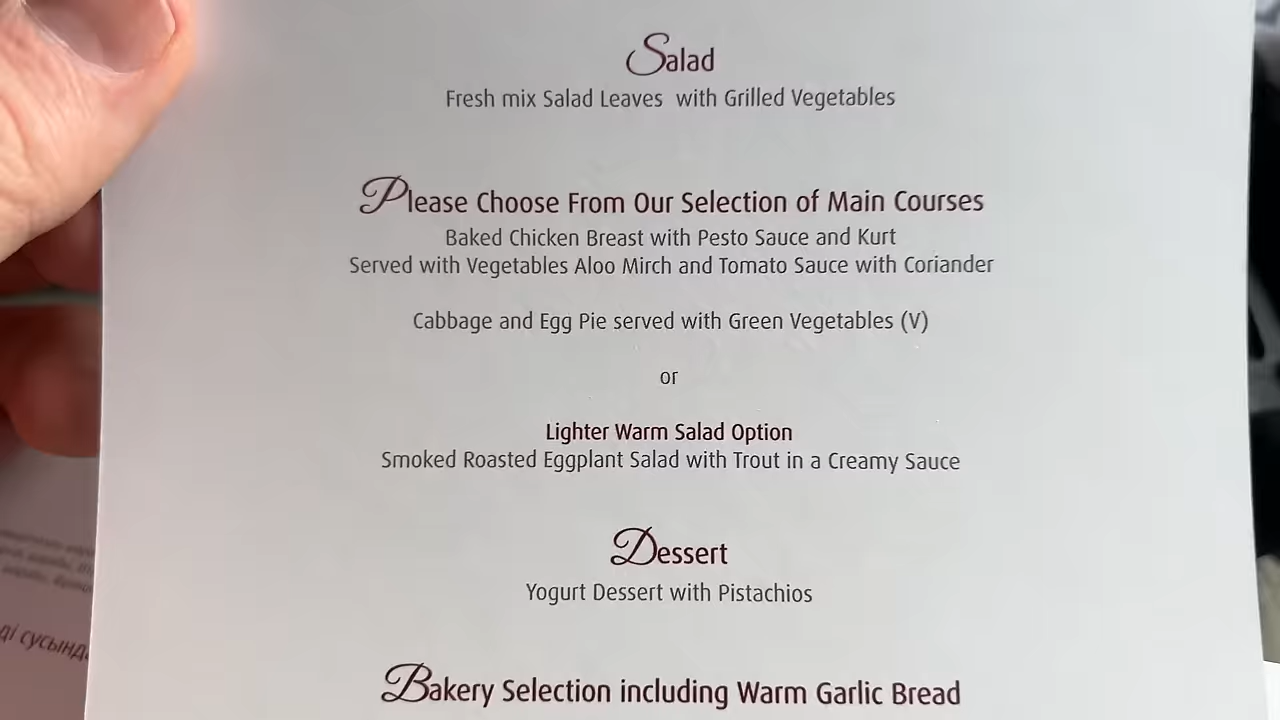 Salad
Fresh mix Salad Leaves with Grilled Vegetables
Please Choose From Our Selection of Main Courses
Baked Chicken Breast with Pesto Sauce and Kurt
Served with Vegetables Aloo Mirch and Tomato Sauce with Coriander
Cabbage and Egg Pie served with Green Vegetables (V)
or
Lighter Warm Salad Option
Smoked Roasted Eggplant Salad with Trout in a Creamy Sauce
Dessert
Yogurt Dessert with Pistachios
Bakery Selection including Warm Garlic Bread